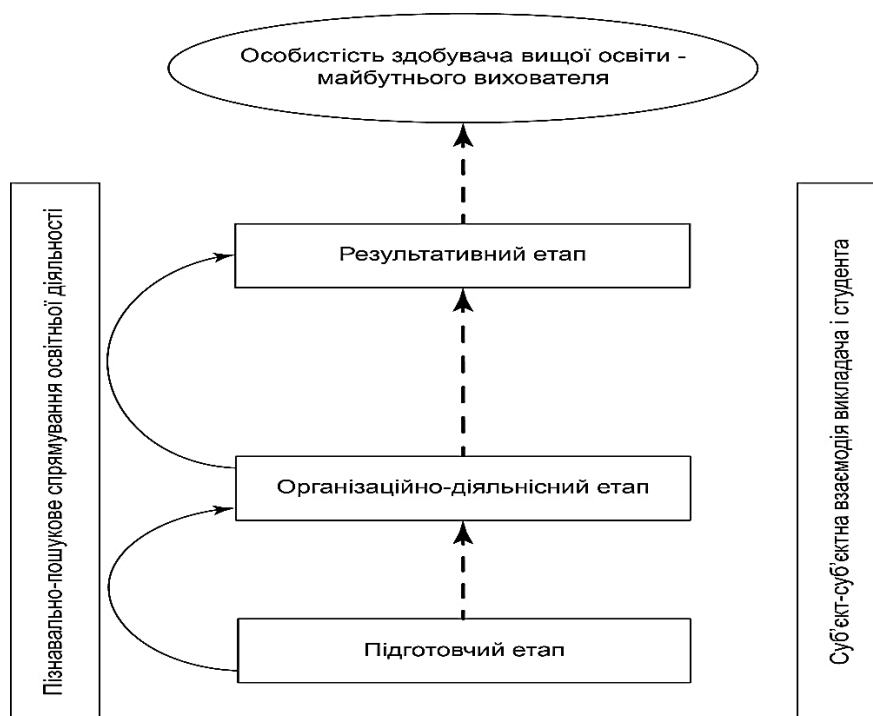 Особистість здобувача вищої освіти -
майбутнього вихователя
Пізнавально-пошукове спрямування освітньої діяльності
Результативний етап
Організаційно-діяльнісний етап
Підготовчий етап
Суб’єкт-суб’єктна взаємодія викладача і студента